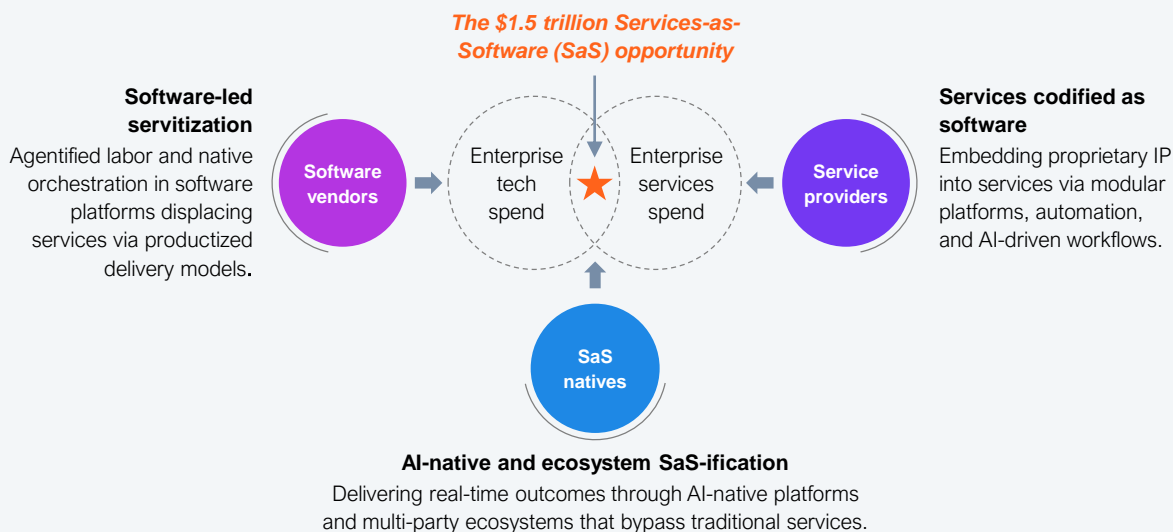 The $1.5 trillion Services-as-
Software (SaS) opportunity
Software-led
servitization
Agentified labor and native
orchestration in software
platforms displacing
services via productized
delivery models.
Software
vendors
Enterprise
tech
spend
Enterprise
services
spend
Service
providers
Services codified as
software
Embedding proprietary IP
into services via modular
platforms, automation,
and AI-driven workflows.
SaS
natives
AI-native and ecosystem SaS-ification
Delivering real-time outcomes through AI-native platforms
and multi-party ecosystems that bypass traditional services.